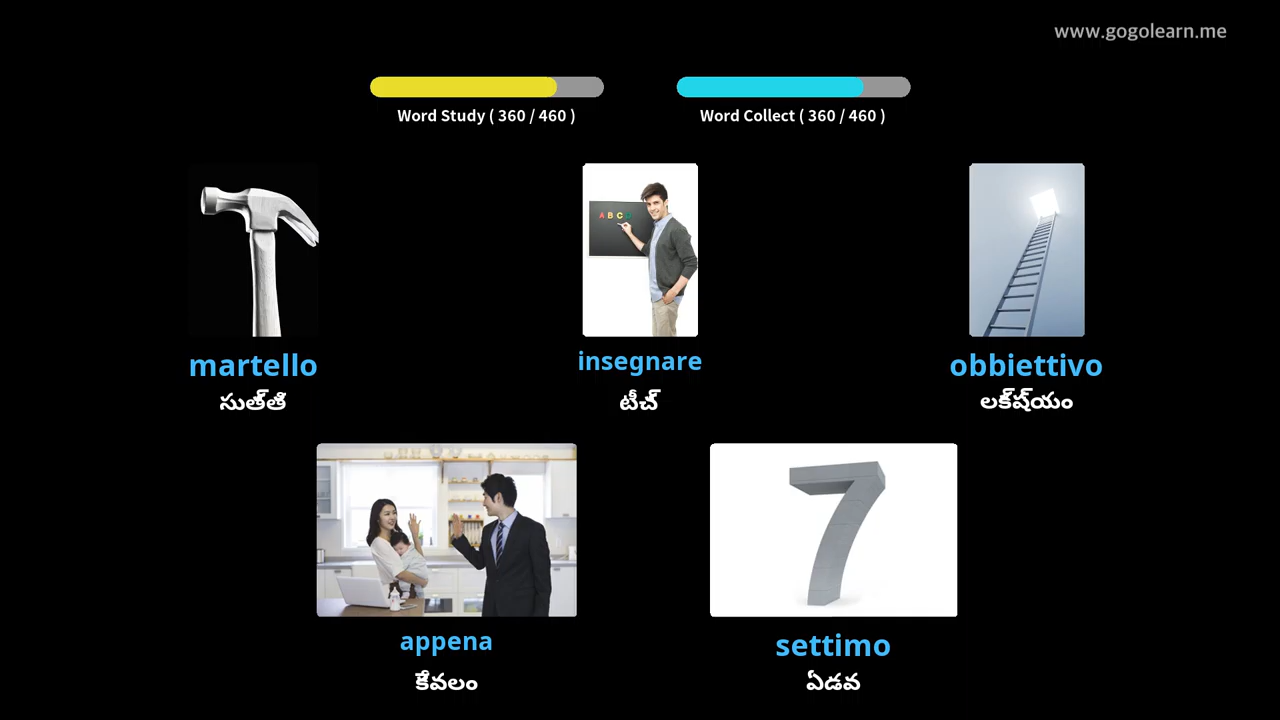 www.gogolearn.me
Word Study ( 360 / 460 )
Word Collect ( 360 / 460 )
A B C D
martello
insegnare
obbiettivo
సుత్తి
టీచ్
లక్ష్యం
7
appena
settimo
కేవలం
ఏడవ